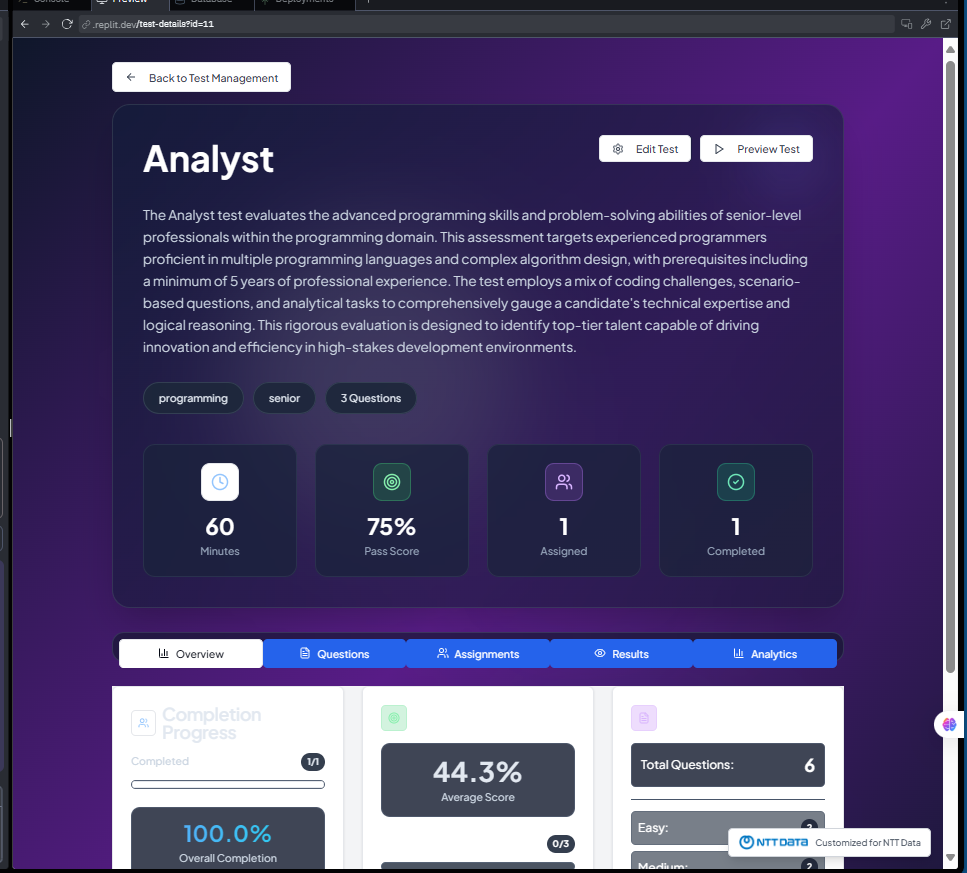 Console
Preview
Database
Deployments
.replit.dev/test-details?id=11
Back to Test Management
Analyst
Edit Test
Preview Test
The Analyst test evaluates the advanced programming skills and problem-solving abilities of senior-level
professionals within the programming domain. This assessment targets experienced programmers
proficient in multiple programming languages and complex algorithm design, with prerequisites including
a minimum of 5 years of professional experience. The test employs a mix of coding challenges, scenario-
based questions, and analytical tasks to comprehensively gauge a candidate's technical expertise and
logical reasoning. This rigorous evaluation is designed to identify top-tier talent capable of driving
innovation and efficiency in high-stakes development environments.
programming
senior
3 Questions
60
Minutes
75%
Pass Score
1
Assigned
1
Completed
Overview
Questions
Assignments
Results
Analytics
Completion
Progress
Completed
1/1
100.0%
Overall Completion
44.3%
Average Score
0/3
Total Questions:
6
Easy:
2
Medium:
2
NTT DATA
Customized for NTT Data